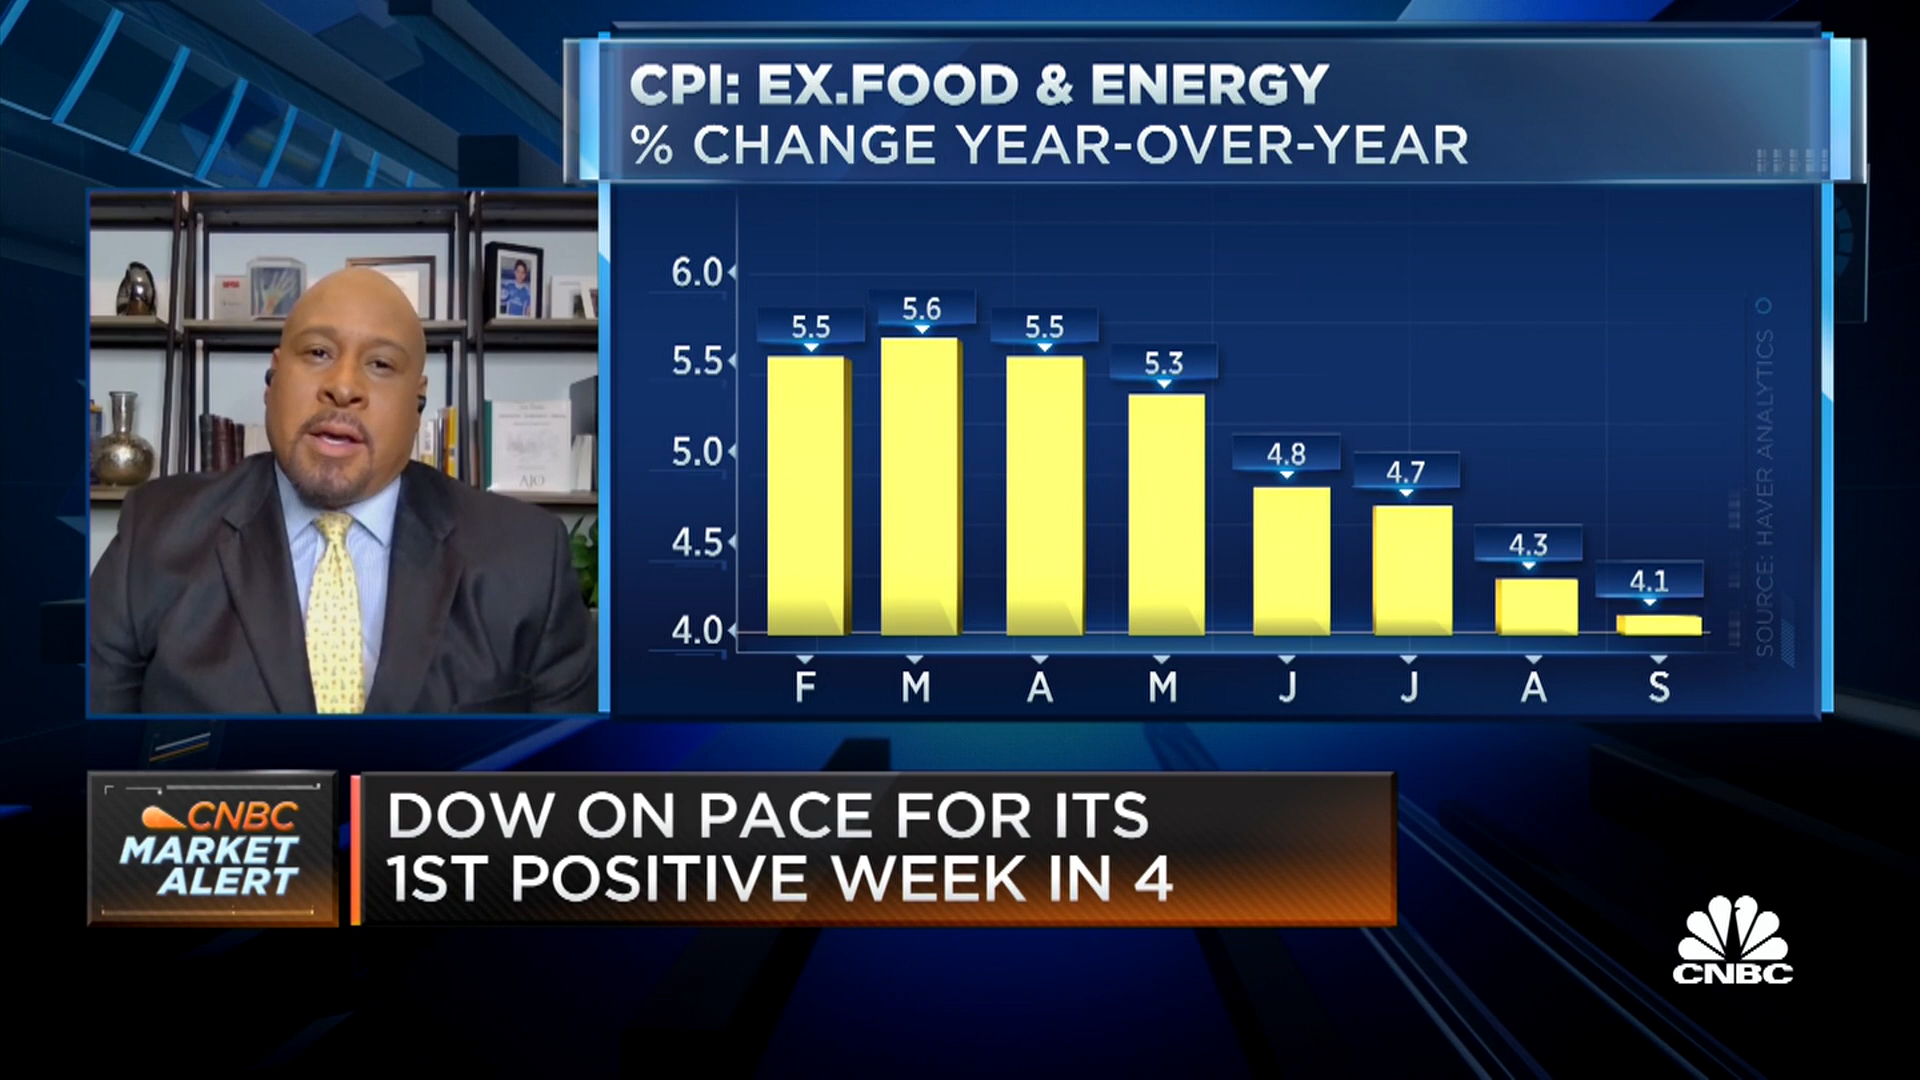 CPI: EX.FOOD & ENERGY
% CHANGE YEAR-OVER-YEAR
6.0
5.5
5.0
4.5
4.0
5.5
5.6
5.5
5.3
4.8
4.7
4.3
4.1
F M A M J J A S
SOURCE: HAVER ANALYTICS
AJO
CNBC
MARKET
ALERT
DOW ON PACE FOR ITS
1ST POSITIVE WEEK IN 4
CNBC